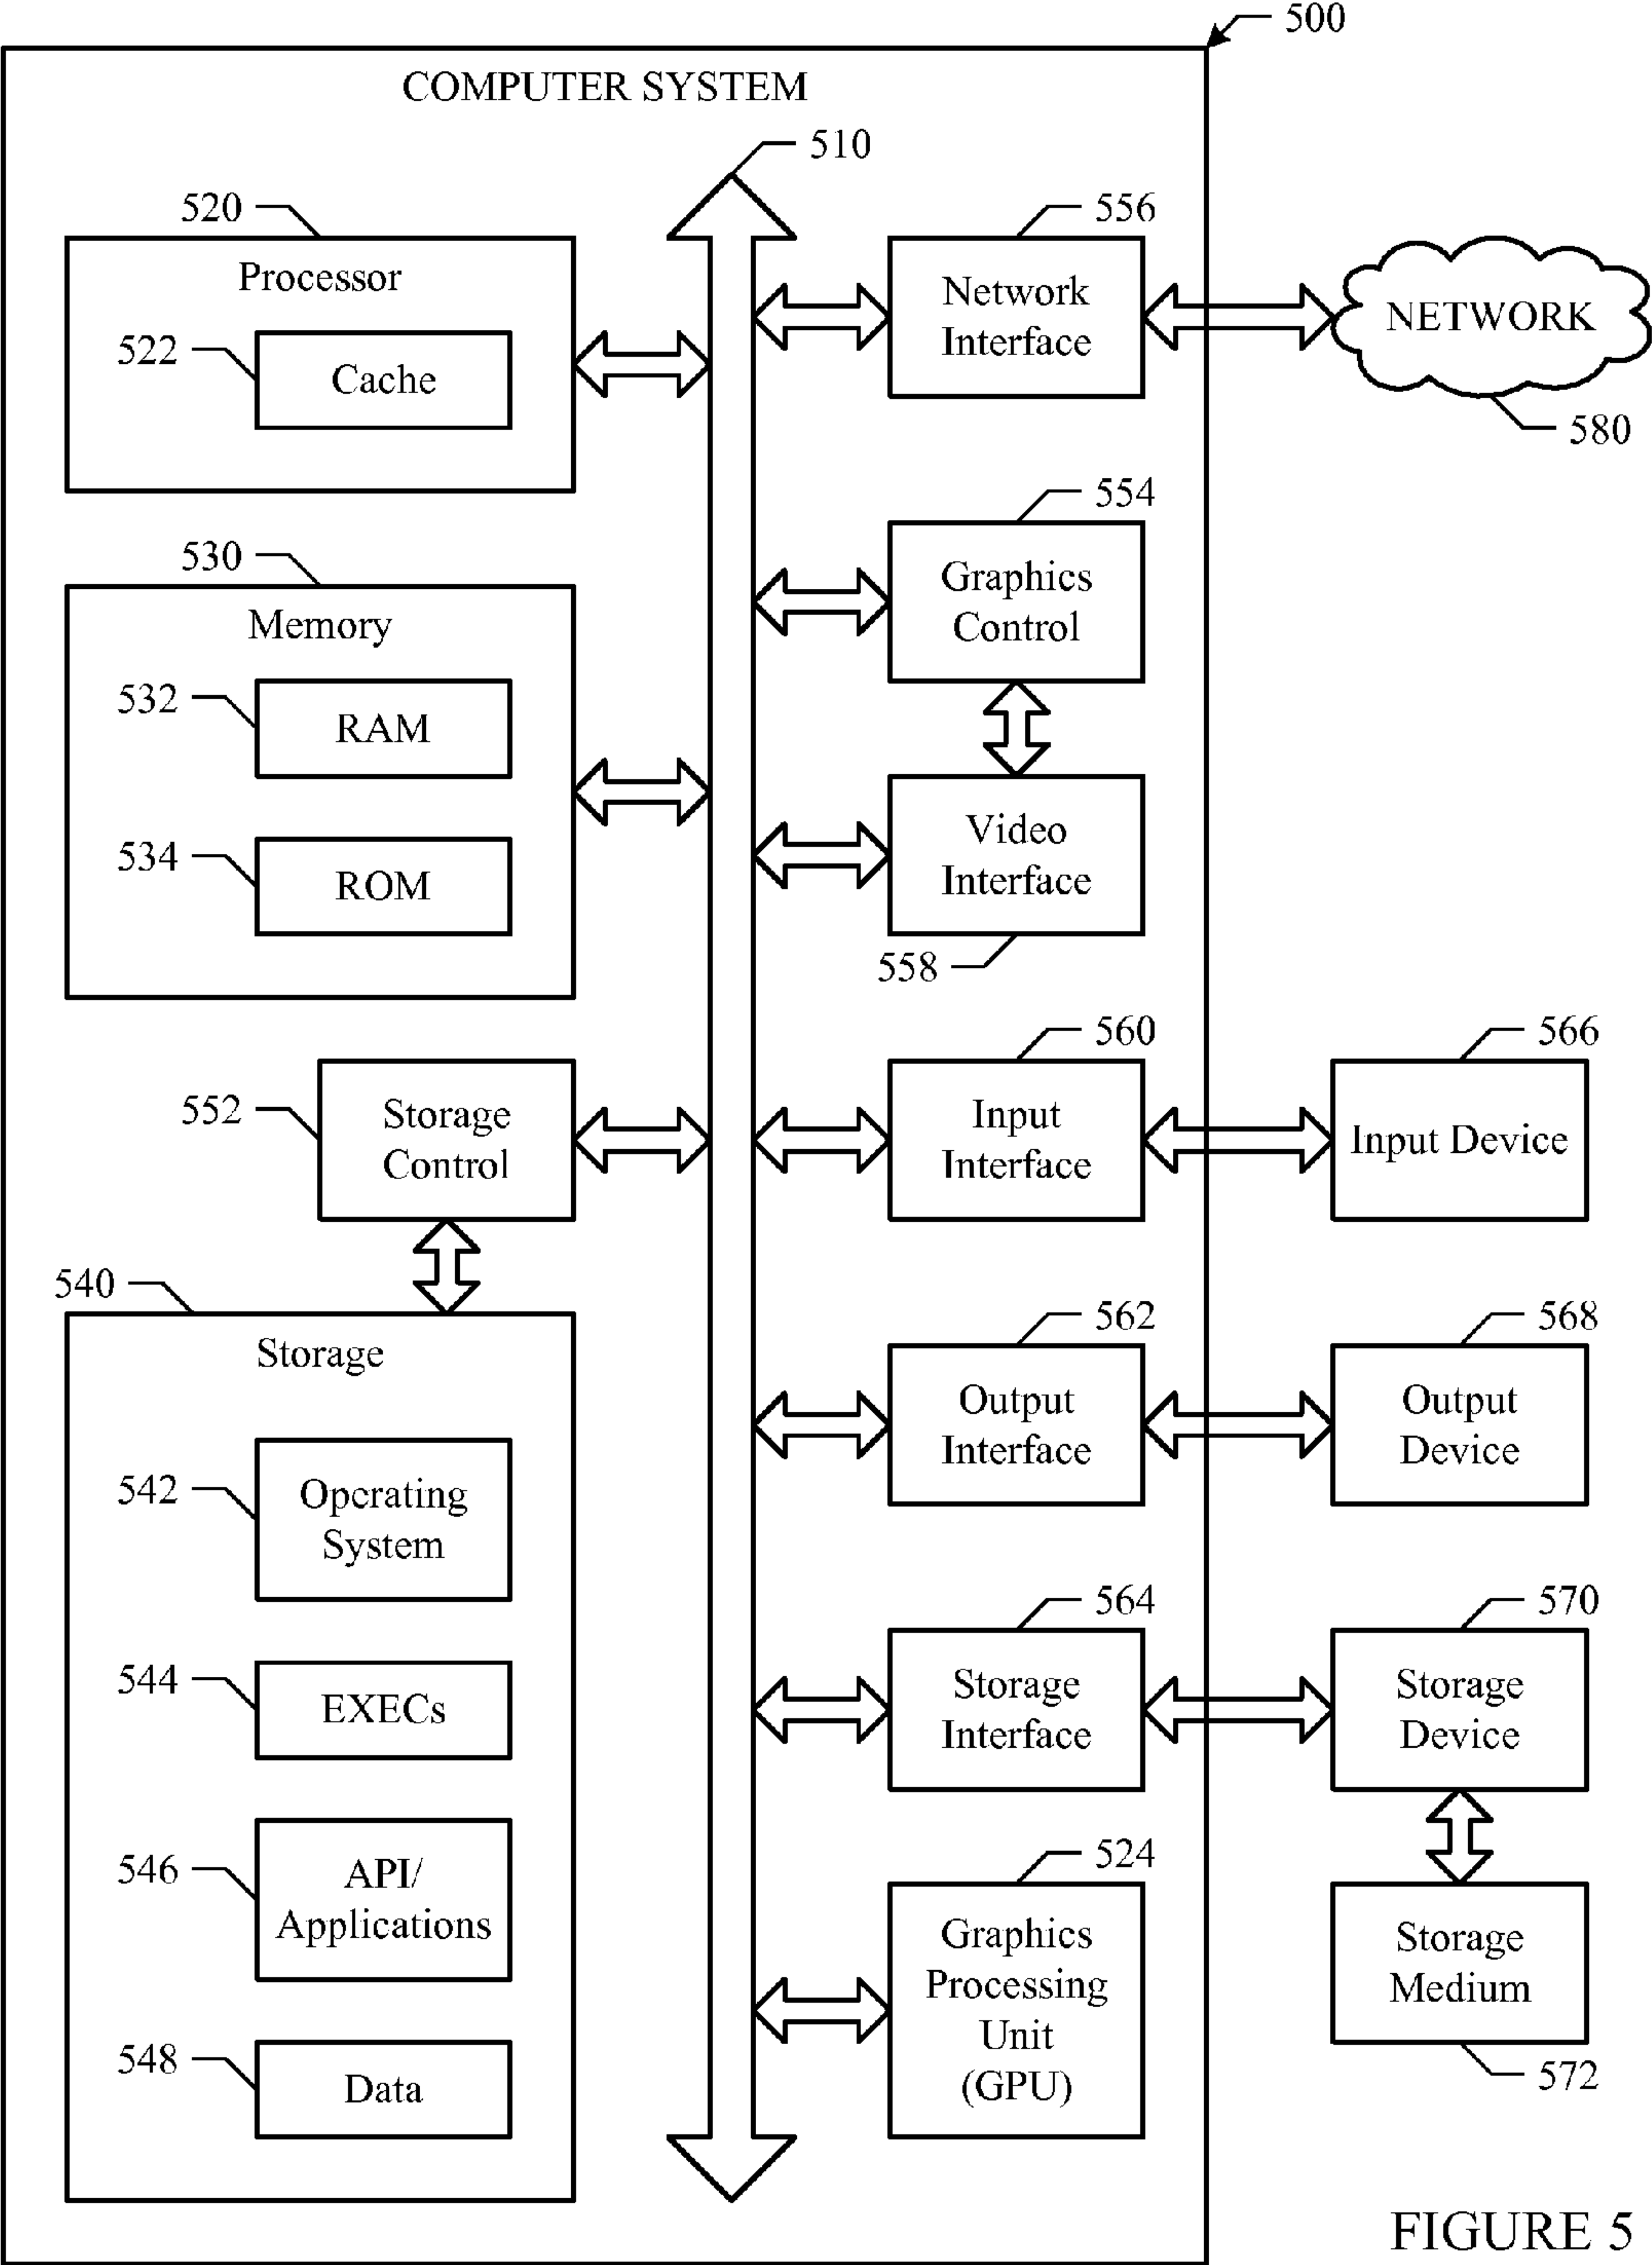 500
COMPUTER SYSTEM
510
520
Processor
522
Cache
556
Network
Interface
NETWORK
580
530
Memory
532
RAM
534
ROM
554
Graphics
Control
Video
Interface
558
552
Storage
Control
560
Input
Interface
566
Input Device
540
Storage
542
Operating
System
544
EXECs
546
API/
Applications
548
Data
562
Output
Interface
568
Output
Device
564
Storage
Interface
570
Storage
Device
524
Graphics
Processing
Unit
(GPU)
Storage
Medium
572
FIGURE 5